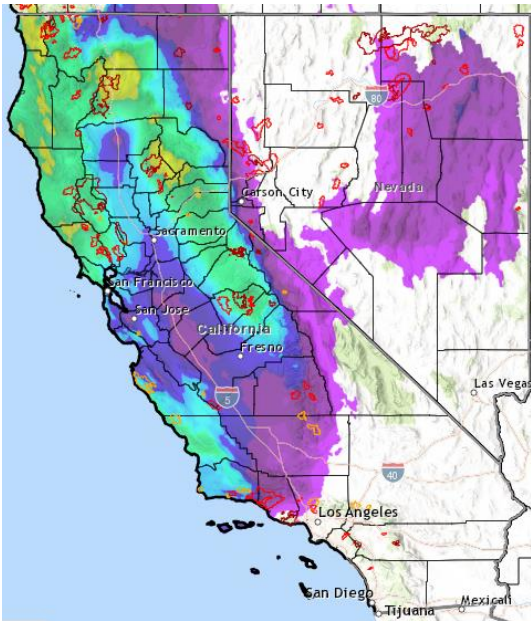 80
Carson City
Nevada
Sacramento
San Francisco
San Jose
California
Fresno
Las Vegas
5
40
Los Angeles
San Diego
Mexicali
Tijuana